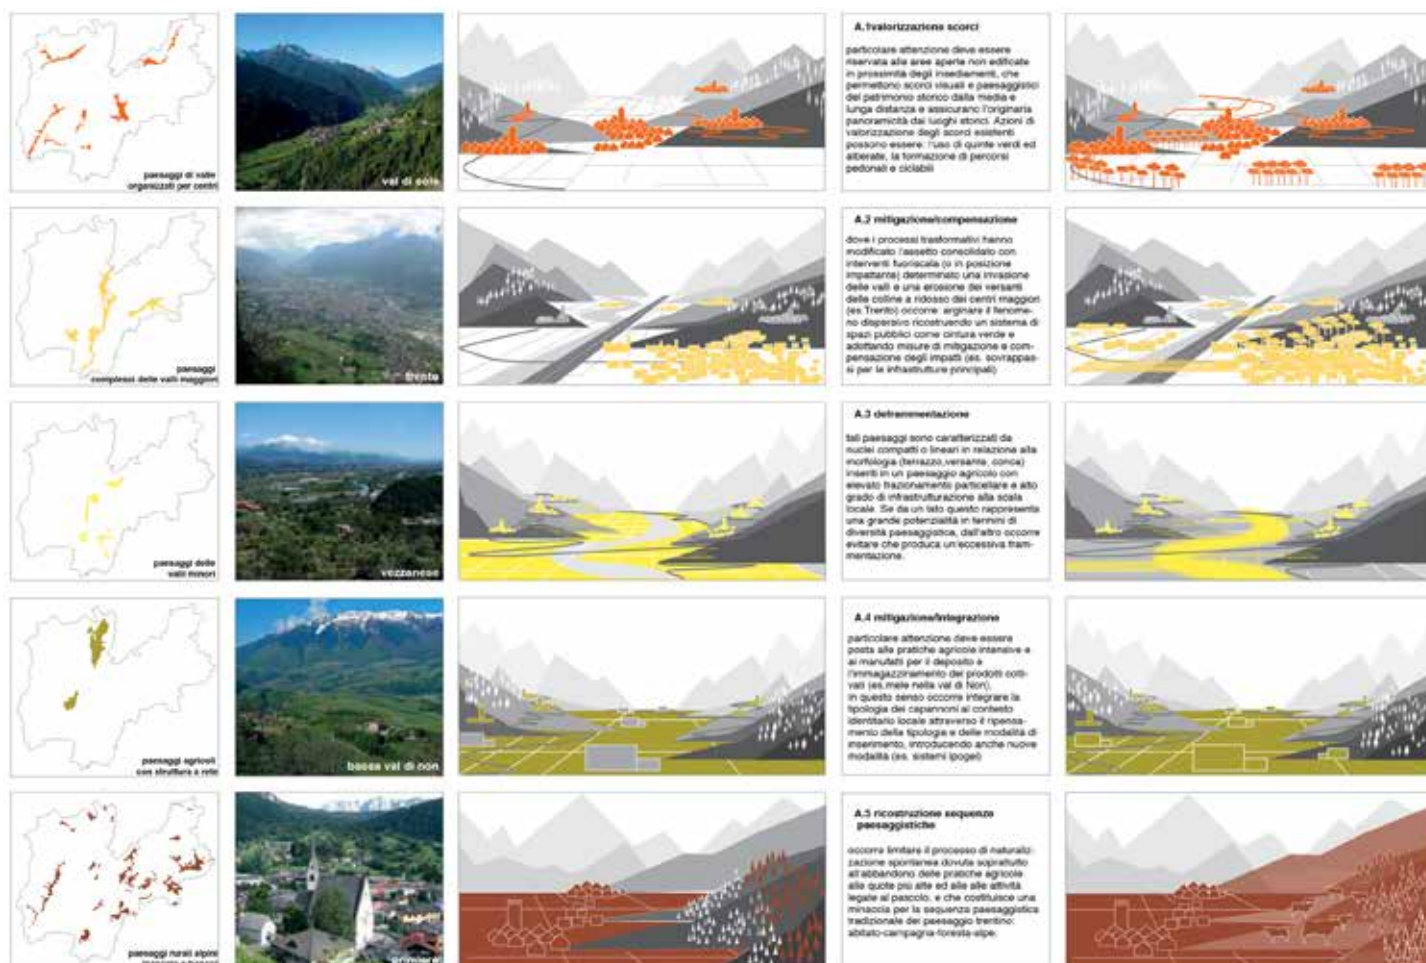 paesaggi di valle
organizzati per centri
val di sole
A.1valorizzazione scorci
particolare attenzione deve essere
riservata alle aree aperte non edificate
in prossimità degli insediamenti, che
permettono scorci visuali e paesaggistici
del patrimonio storico dalla media e
lunga distanza e assicurano l'originaria
panoramicità dai luoghi storici. Azioni di
valorizzazione degli scorci esistenti
possono essere: l'uso di quinte verdi ed
alberate, la formazione di percorsi
pedonali e ciclabili
paesaggi
complessi delle valli maggiori
trento
A.2 mitigazione/compensazione
dove i processi trasformativi hanno
modificato l'assetto consolidato con
interventi fuoriscala (o in posizione
impattante) determinato una invasione
delle valli e una erosione dei versanti
delle colline a ridosso dei centri maggiori
(es.Trento) occorre: arginare il fenome-
no dispersivo ricostruendo un sistema di
spazi pubblici come cintura verde e
adottando misure di mitigazione e com-
pensazione degli impatti (es. sovrappas-
si per le infrastrutture principali)
paesaggi delle
valli minori
vezzanese
A.3 deframmentazione
tali paesaggi sono caratterizzati da
nuclei compatti o lineari in relazione alla
morfologia (terrazzo,versante, conca)
inseriti in un paesaggio agricolo con
elevato frazionamento particellare e alto
grado di infrastrutturazione alla scala
locale. Se da un lato questo rappresenta
una grande potenzialità in termini di
diversità paesaggistica, dall'altro occorre
evitare che produca un'eccessiva fram-
mentazione.
paesaggi agricoli
con struttura a rete
bassa val di non
A.4 mitigazione/integrazione
particolare attenzione deve essere
posta alle pratiche agricole intensive e
ai manufatti per il deposito e
l'immagazzinamento dei prodotti colti-
vati (es.mele nella val di Non),
in questo senso occorre integrare la
tipologia dei capannoni al contesto
identitario locale attraverso il ripensa-
mento della tipologia e delle modalità di
inserimento, introducendo anche nuove
modalità (es. sistemi ipogei)
paesaggi rurali alpini
primiero
A.5 ricostruzione sequenze
paesaggistiche
occorre limitare il processo di naturaliz-
zazione spontanea dovuta soprattutto
all'abbandono delle pratiche agricole
alle quote più alte ed alle alle attività
legate al pascolo, e che costituisce una
minaccia per la sequenza paesaggistica
tradizionale del paesaggio trentino:
abitato-campagna-foresta-alpe.